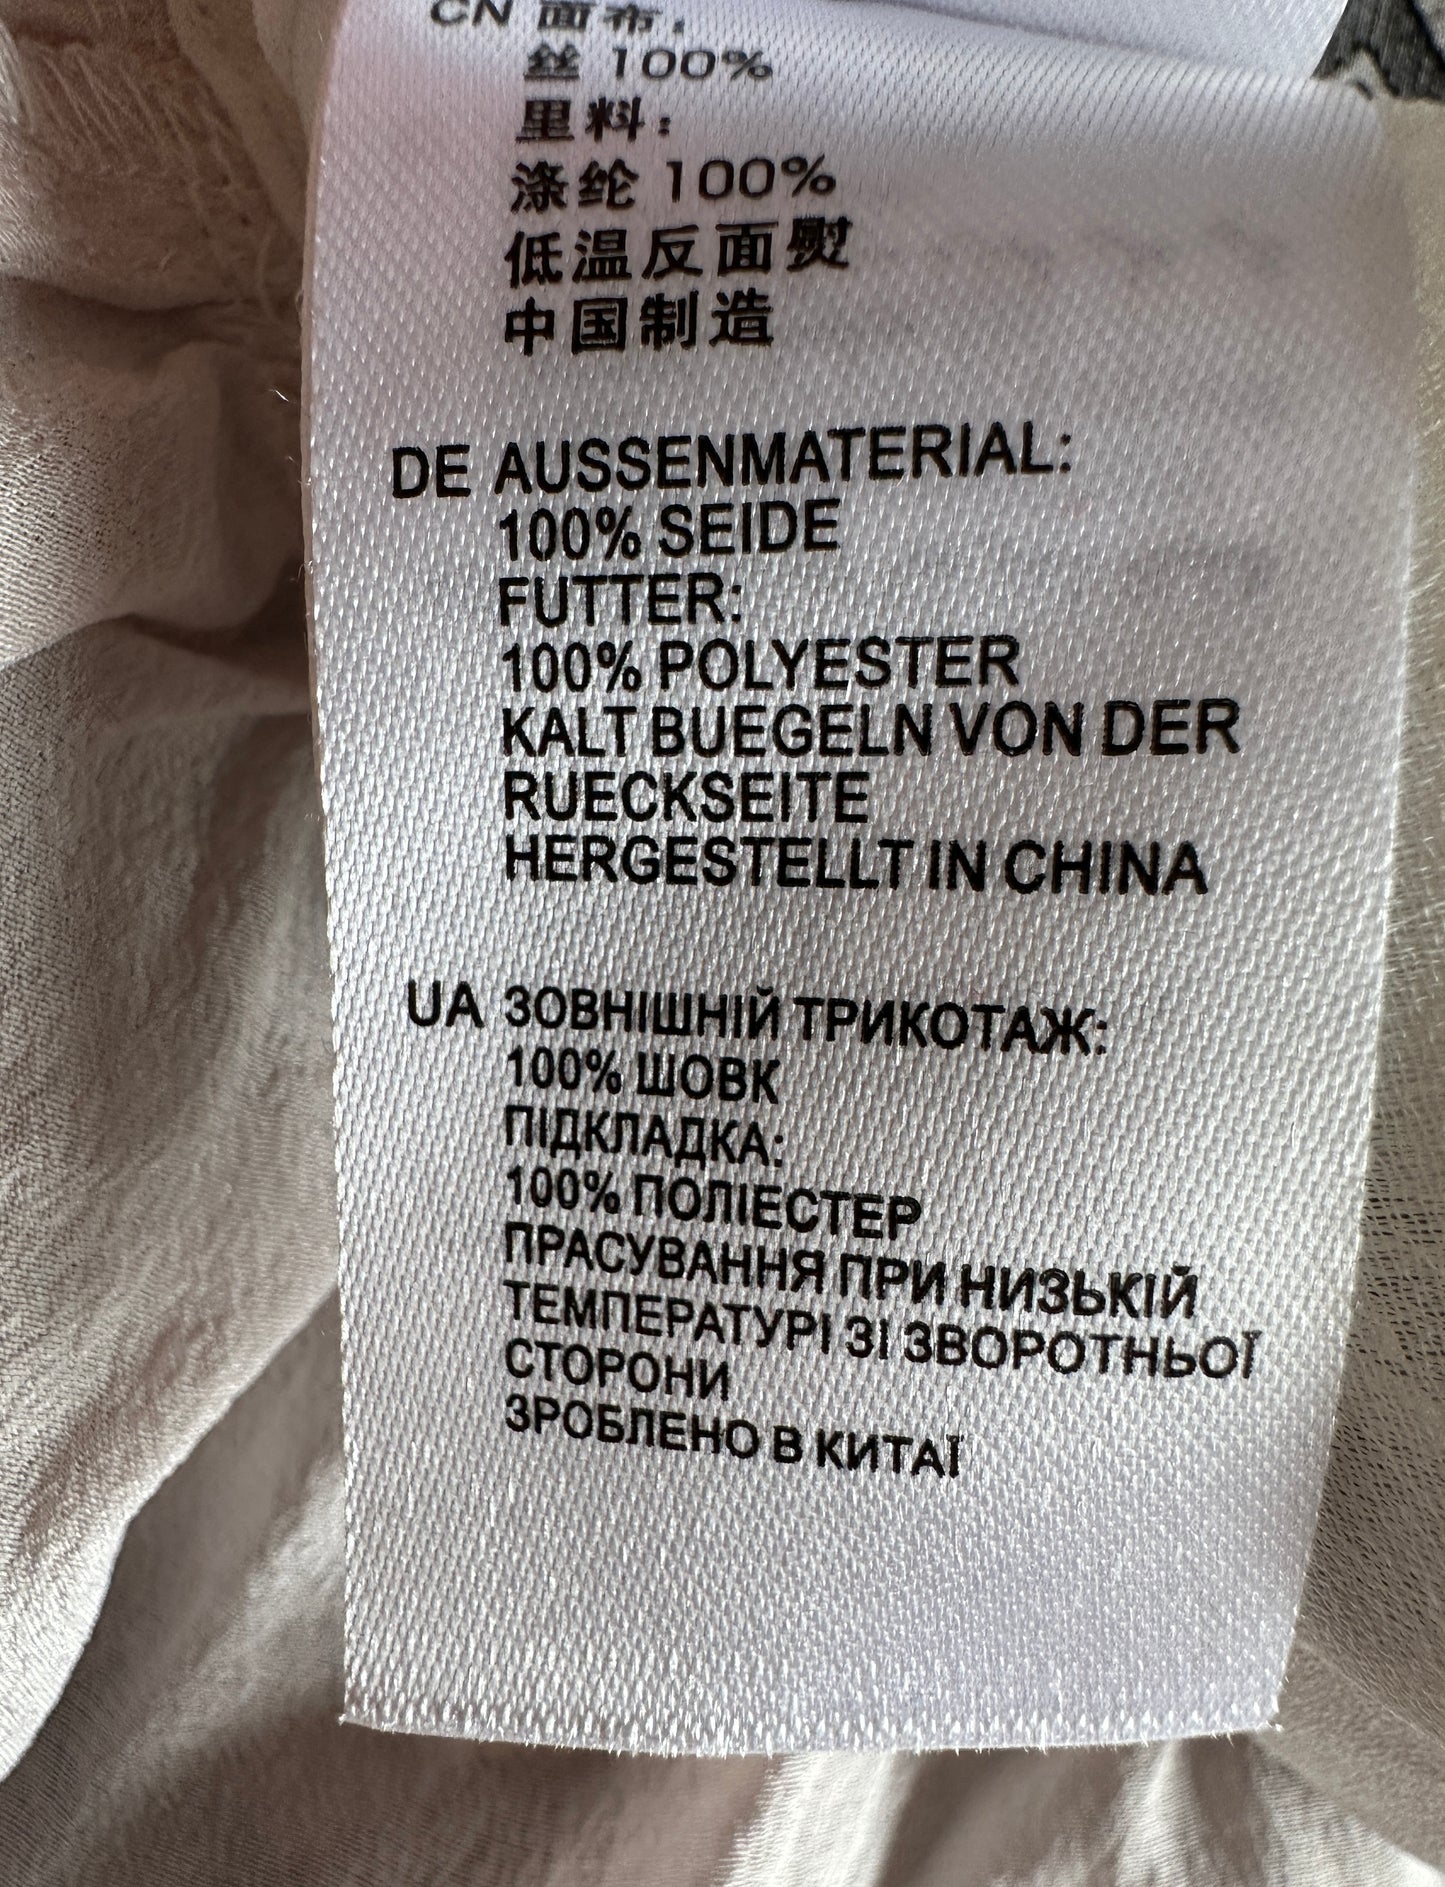 CN 面布:
丝 100%
里料:
涤纶 100%
低温反面熨
中国制造
DE AUSSENMATERIAL:
100% SEIDE
FUTTER:
100% POLYESTER
KALT BUEGELN VON DER
RUECKSEITE
HERGESTELLT IN CHINA
UA ЗОВНІШНІЙ ТРИКОТАЖ:
100% ШОВК
ПІДКЛАДКА:
100% ПОЛІЕСТЕР
ПРАСУВАННЯ ПРИ НИЗЬКІЙ
ТЕМПЕРАТУРІ ЗІ ЗВОРОТНЬОЇ
СТОРОНИ
ЗРОБЛЕНО В КИТАЇ